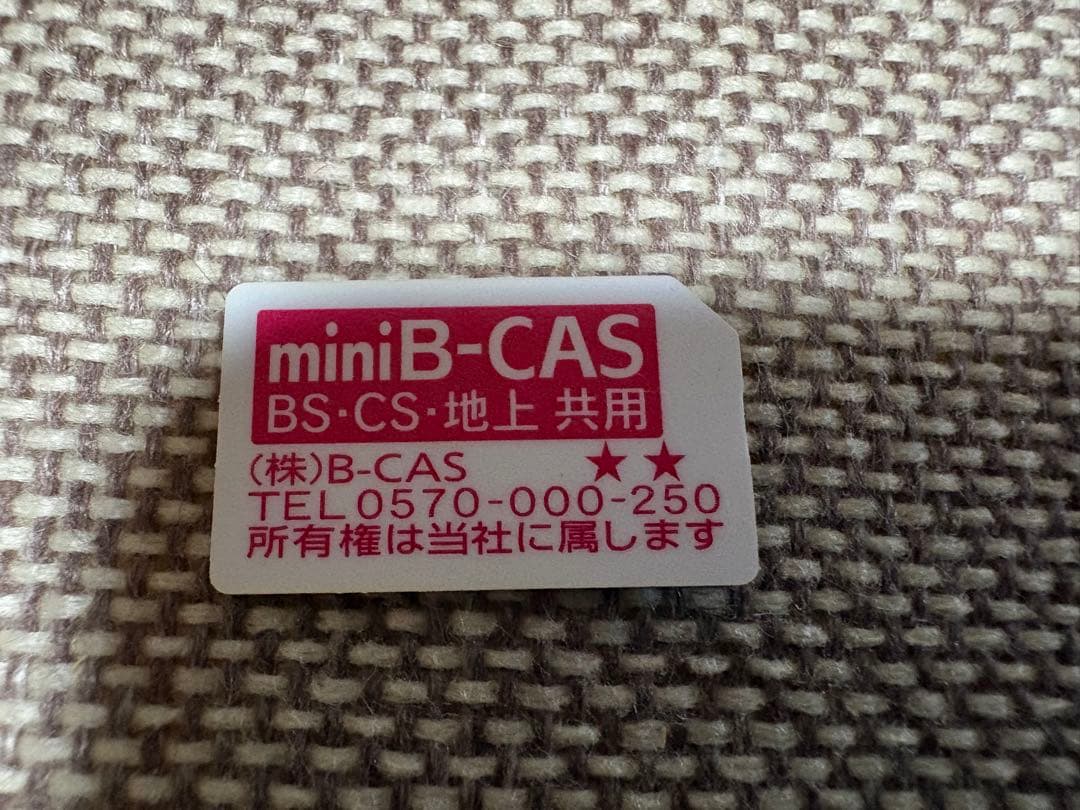 miniB-CAS
BS・CS・地上 共用
(株)B-CAS ★★
TEL 0570-000-250
所有権は当社に属します